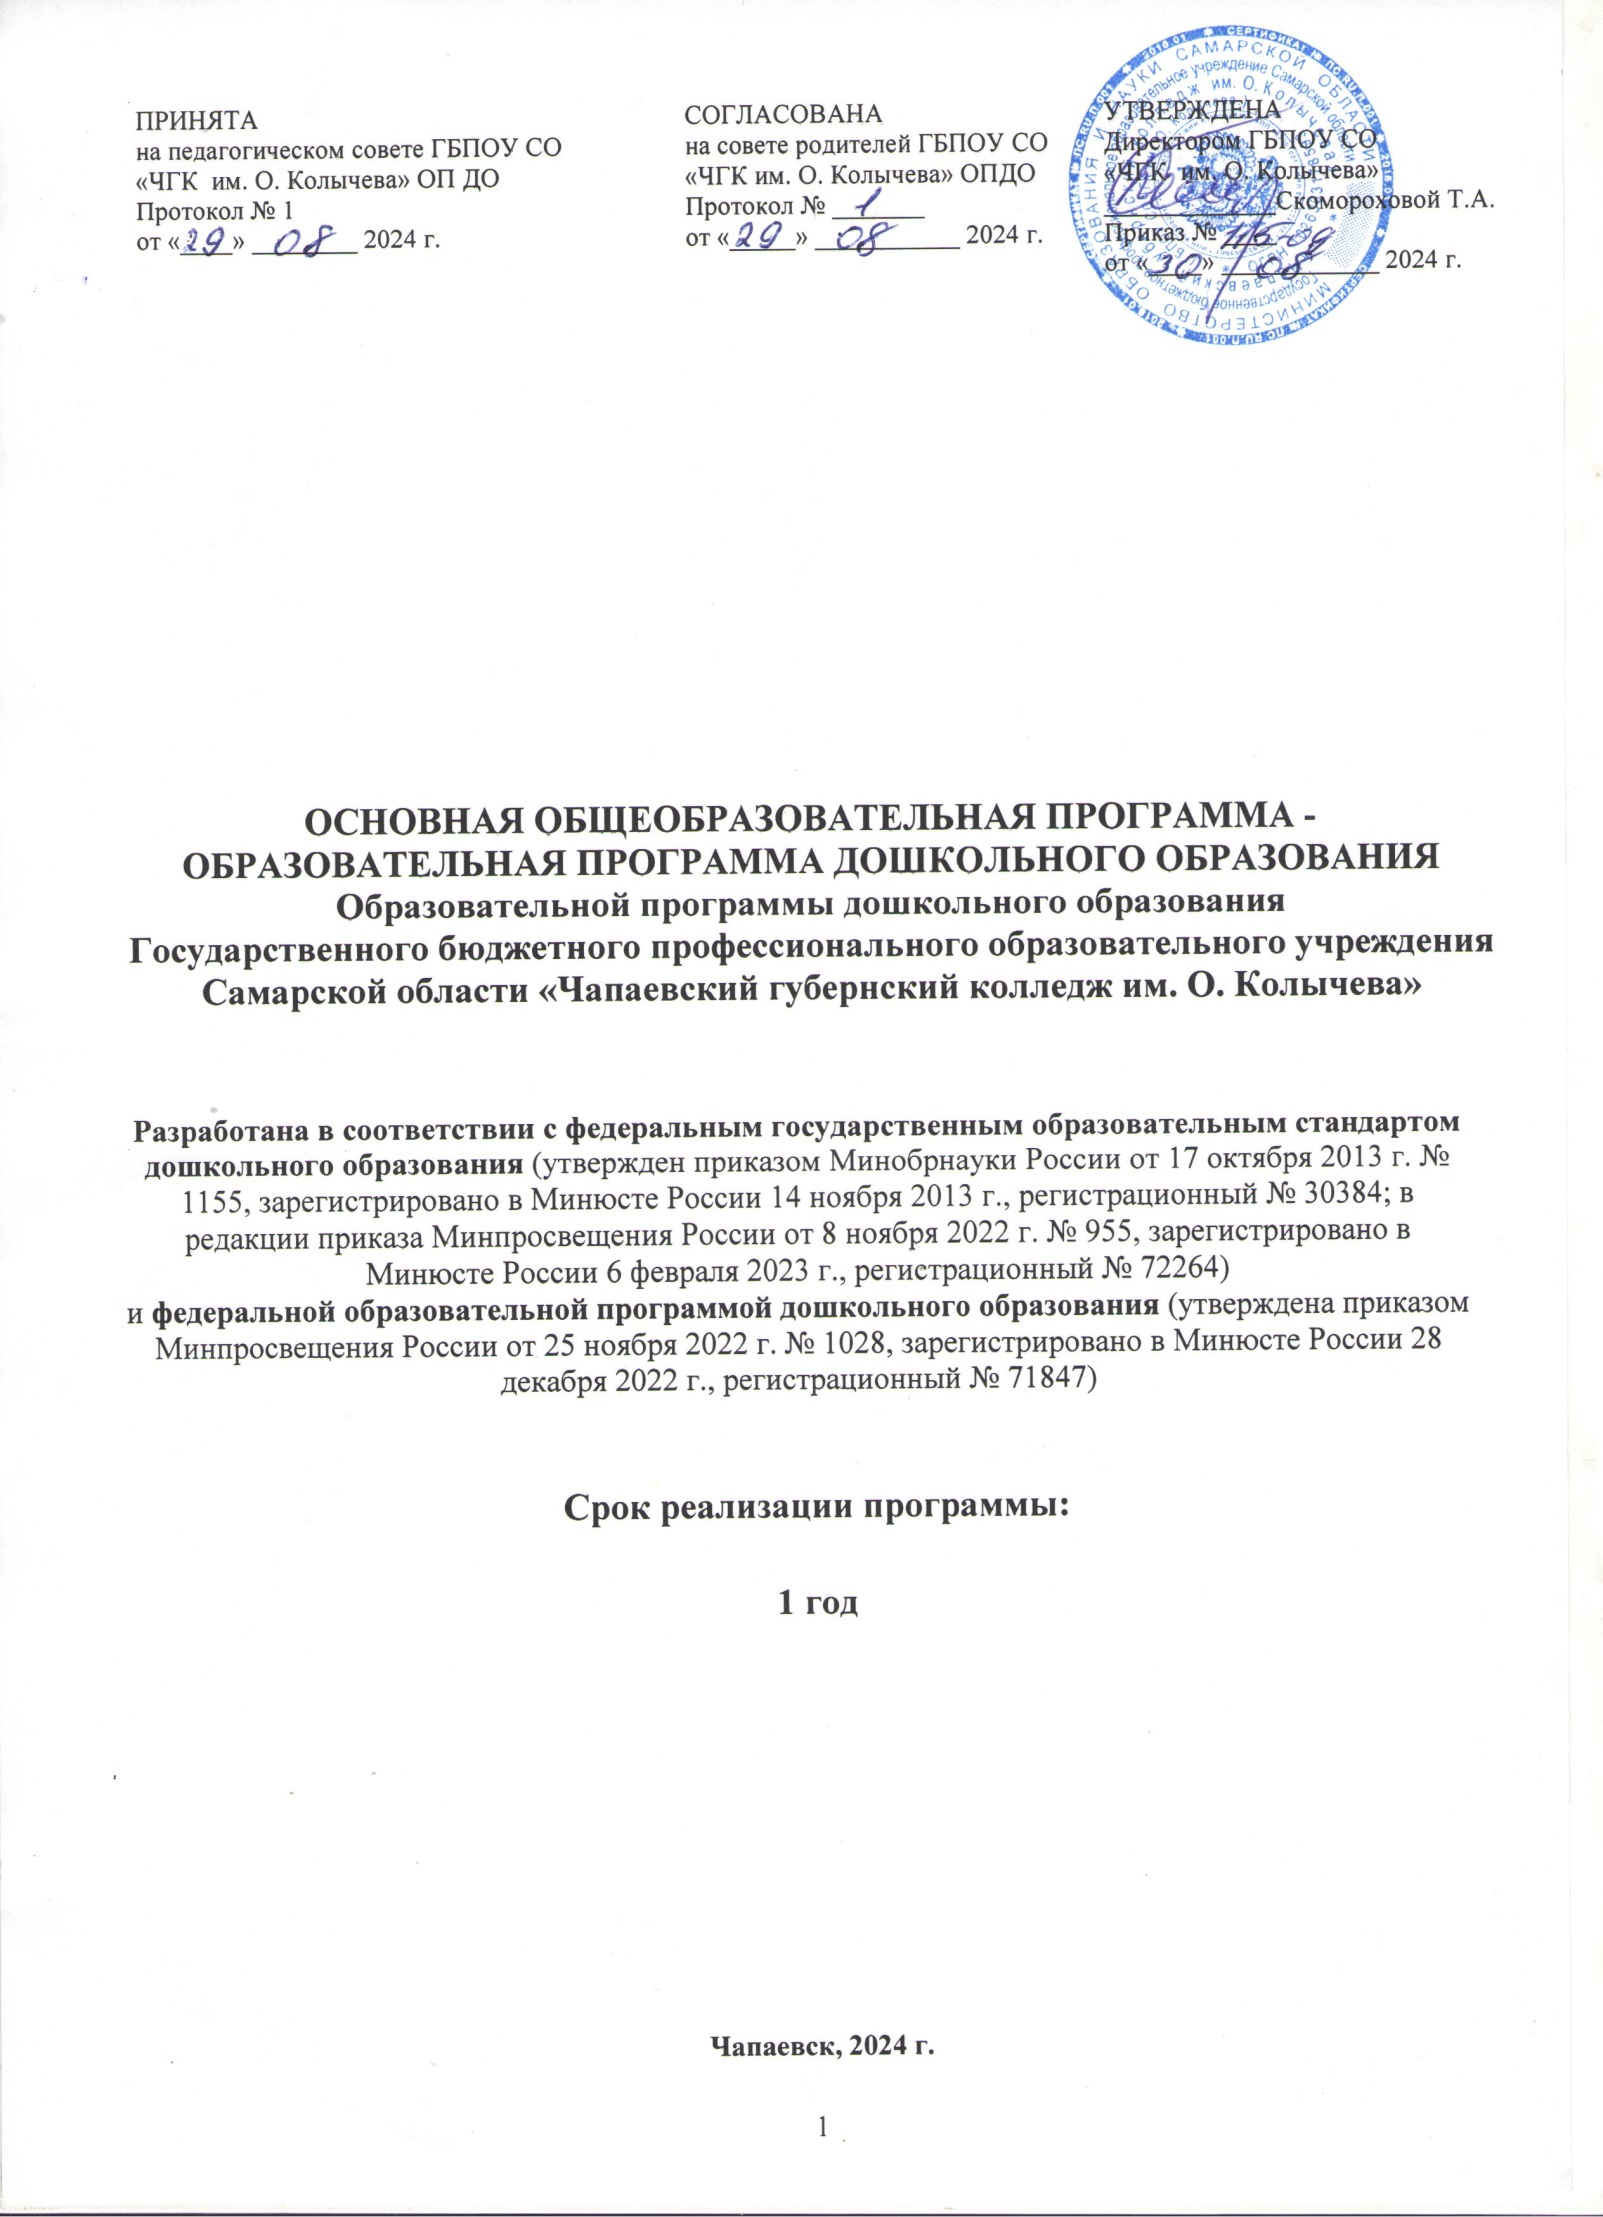 ПРИНЯТА
на педагогическом совете ГБПОУ СО
«ЧГК им. О. Колычева» ОП ДО
Протокол № 1
от «29» 08 2024 г.
СОГЛАСОВАНА
на совете родителей ГБПОУ СО
«ЧГК им. О. Колычева» ОПДО
Протокол № 1
от «29» 08 2024 г.
УТВЕРЖДЕНА
Директором ГБПОУ СО
«ЧГК им. О. Колычева»
Скомороховой Т.А.
Приказ №
от «30» 08 2024 г.
ОСНОВНАЯ ОБЩЕОБРАЗОВАТЕЛЬНАЯ ПРОГРАММА -
ОБРАЗОВАТЕЛЬНАЯ ПРОГРАММА ДОШКОЛЬНОГО ОБРАЗОВАНИЯ
Образовательной программы дошкольного образования
Государственного бюджетного профессионального образовательного учреждения
Самарской области «Чапаевский губернский колледж им. О. Колычева»
Разработана в соответствии с федеральным государственным образовательным стандартом
дошкольного образования (утвержден приказом Минобрнауки России от 17 октября 2013 г. №
1155, зарегистрировано в Минюсте России 14 ноября 2013 г., регистрационный № 30384; в
редакции приказа Минпросвещения России от 8 ноября 2022 г. № 955, зарегистрировано в
Минюсте России 6 февраля 2023 г., регистрационный № 72264)
и федеральной образовательной программой дошкольного образования (утверждена приказом
Минпросвещения России от 25 ноября 2022 г. № 1028, зарегистрировано в Минюсте России 28
декабря 2022 г., регистрационный № 71847)
Срок реализации программы:
1 год
Чапаевск, 2024 г.
1